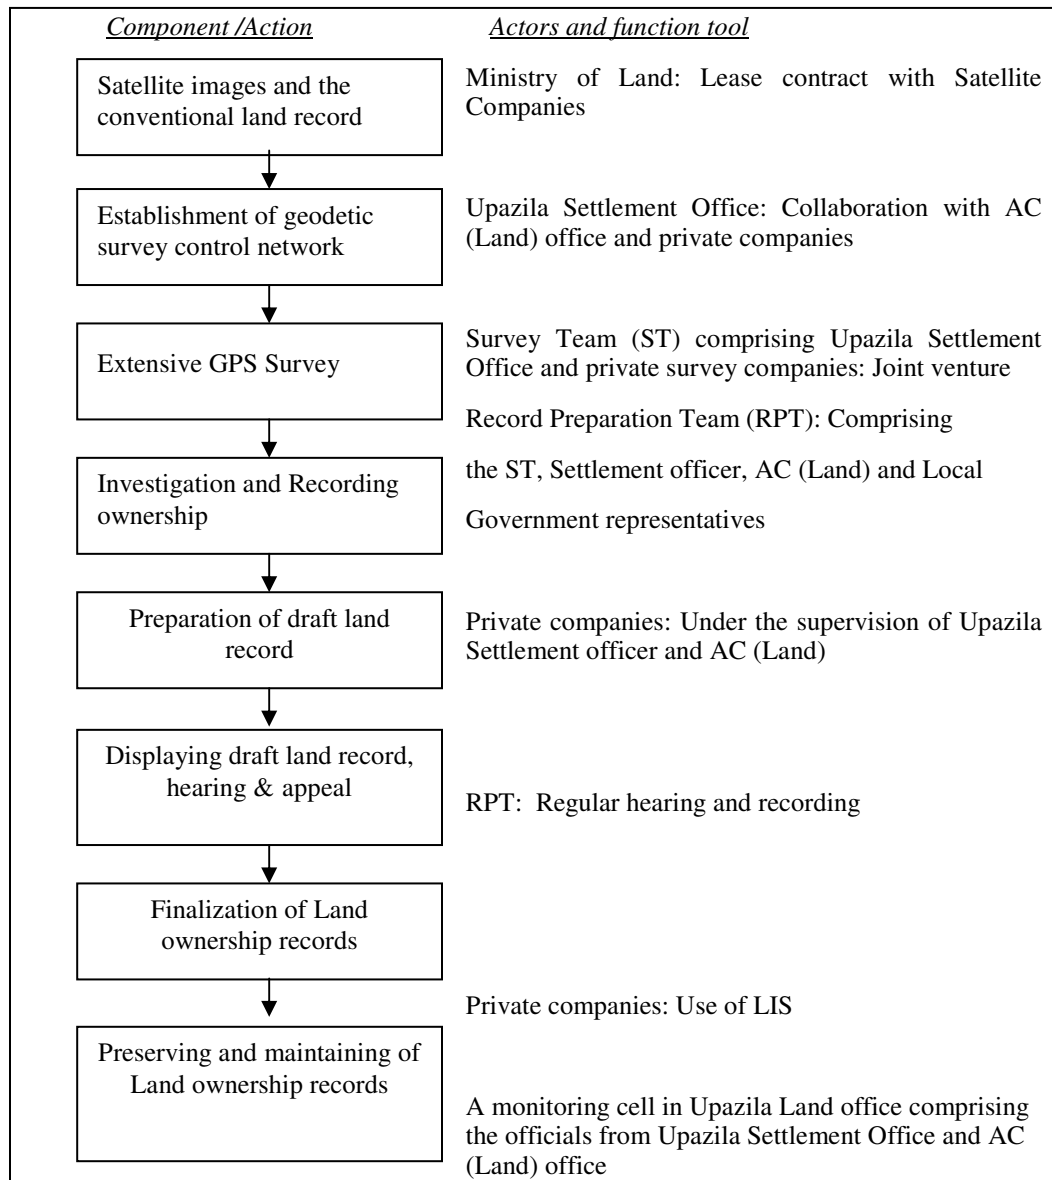 Component /Action
Actors and function tool
Satellite images and the
conventional land record
Ministry of Land: Lease contract with Satellite
Companies
Establishment of geodetic
survey control network
Upazila Settlement Office: Collaboration with AC
(Land) office and private companies
Extensive GPS Survey
Survey Team (ST) comprising Upazila Settlement
Office and private survey companies: Joint venture
Investigation and Recording
ownership
Record Preparation Team (RPT): Comprising
the ST, Settlement officer, AC (Land) and Local
Government representatives
Preparation of draft land
record
Private companies: Under the supervision of Upazila
Settlement officer and AC (Land)
Displaying draft land record,
hearing & appeal
RPT:  Regular hearing and recording
Finalization of Land
ownership records
Private companies: Use of LIS
Preserving and maintaining of
Land ownership records
A monitoring cell in Upazila Land office comprising
the officials from Upazila Settlement Office and AC
(Land) office